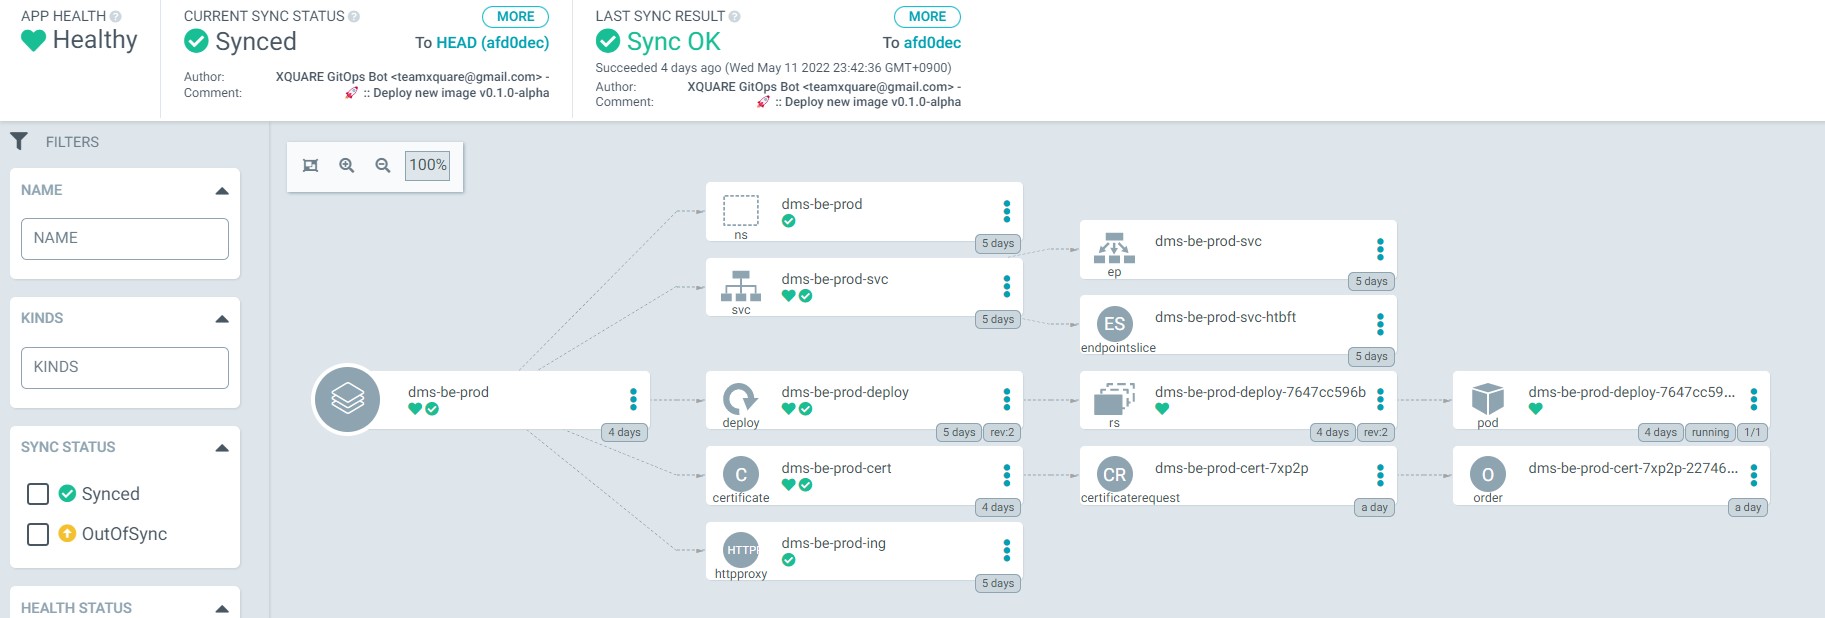 APP HEALTH
Healthy
CURRENT SYNC STATUS
MORE
Synced
To HEAD (afd0dec)
Author: XQUARE GitOps Bot <teamxquare@gmail.com> -
Comment: 🚀 :: Deploy new image v0.1.0-alpha
LAST SYNC RESULT
MORE
Sync OK
To afd0dec
Succeeded 4 days ago (Wed May 11 2022 23:42:36 GMT+0900)
Author: XQUARE GitOps Bot <teamxquare@gmail.com> -
Comment: 🚀 :: Deploy new image v0.1.0-alpha
FILTERS
NAME
NAME
KINDS
KINDS
SYNC STATUS
Synced
OutOfSync
HEALTH STATUS
100%
dms-be-prod
4 days
dms-be-prod
ns
5 days
dms-be-prod-svc
svc
5 days
dms-be-prod-svc
ep
5 days
ES
dms-be-prod-svc-htbft
endpointslice
5 days
dms-be-prod-deploy
deploy
5 days rev:2
dms-be-prod-deploy-7647cc596b
rs
4 days rev:2
dms-be-prod-deploy-7647cc59...
pod
4 days running 1/1
C
dms-be-prod-cert
certificate
4 days
CR
dms-be-prod-cert-7xp2p
certificaterequest
a day
O
dms-be-prod-cert-7xp2p-22746...
order
a day
HTTP
dms-be-prod-ing
httpproxy
5 days